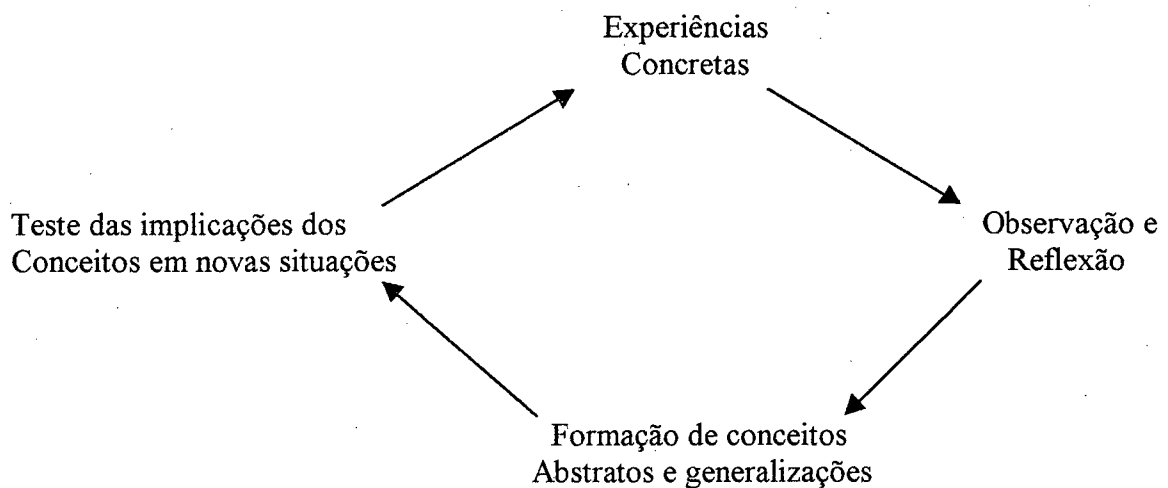 Experiências
Concretas
Teste das implicações dos
Conceitos em novas situações
Observação e
Reflexão
Formação de conceitos
Abstratos e generalizações